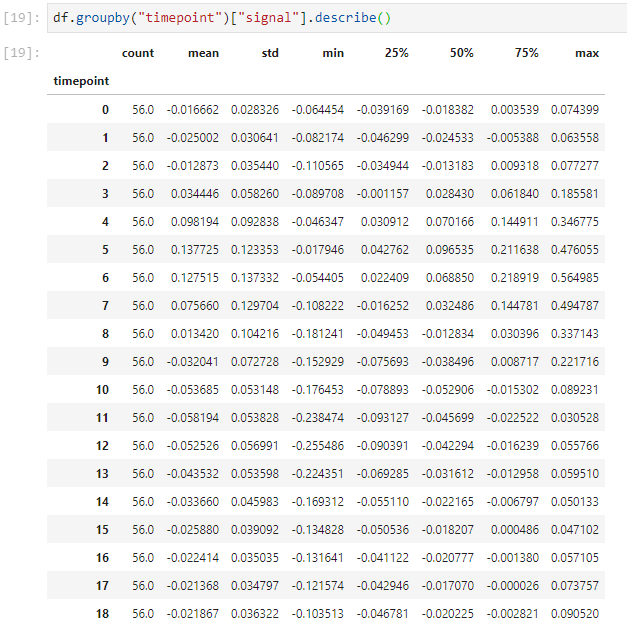 [19]: df.groupby("timepoint")["signal"].describe()
[19]: count mean std min 25% 50% 75% max
timepoint
0 56.0 -0.016662 0.028326 -0.064454 -0.039169 -0.018382 0.003539 0.074399
1 56.0 -0.025002 0.030641 -0.082174 -0.046299 -0.024533 -0.005388 0.063558
2 56.0 -0.012873 0.035440 -0.110565 -0.034944 -0.013183 0.009318 0.077277
3 56.0 0.034446 0.058260 -0.089708 -0.001157 0.028430 0.061840 0.185581
4 56.0 0.098194 0.092838 -0.046347 0.030912 0.070166 0.144911 0.346775
5 56.0 0.137725 0.123353 -0.017946 0.042762 0.096535 0.211638 0.476055
6 56.0 0.127515 0.137332 -0.054405 0.022409 0.068850 0.218919 0.564985
7 56.0 0.075660 0.129704 -0.108222 -0.016252 0.032486 0.144781 0.494787
8 56.0 0.013420 0.104216 -0.181241 -0.049453 -0.012834 0.030396 0.337143
9 56.0 -0.032041 0.072728 -0.152929 -0.075693 -0.038496 0.008717 0.221716
10 56.0 -0.053685 0.053148 -0.176453 -0.078893 -0.052906 -0.015302 0.089231
11 56.0 -0.058194 0.053828 -0.238474 -0.093127 -0.045699 -0.022522 0.030528
12 56.0 -0.052526 0.056991 -0.255486 -0.090391 -0.042294 -0.016239 0.055766
13 56.0 -0.043532 0.053598 -0.224351 -0.069285 -0.031612 -0.012958 0.059510
14 56.0 -0.033660 0.045983 -0.169312 -0.055110 -0.022165 -0.006797 0.050133
15 56.0 -0.025880 0.039092 -0.134828 -0.050536 -0.018207 0.000486 0.047102
16 56.0 -0.022414 0.035035 -0.131641 -0.041122 -0.020777 -0.001380 0.057105
17 56.0 -0.021368 0.034797 -0.121574 -0.042946 -0.017070 -0.000026 0.073757
18 56.0 -0.021867 0.036322 -0.103513 -0.046781 -0.020225 -0.002821 0.090520